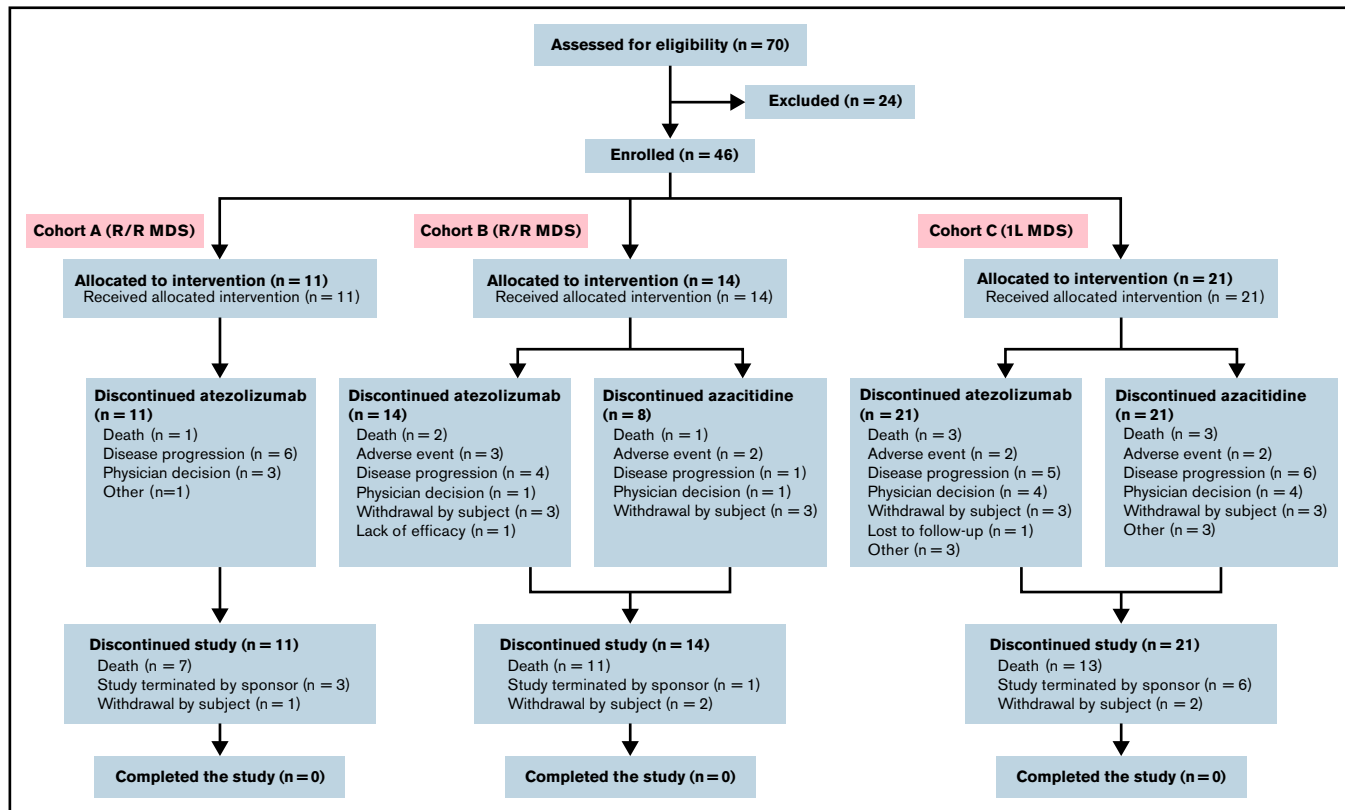 Assessed for eligibility (n = 70)
Excluded (n = 24)
Enrolled (n = 46)
Cohort A (R/R MDS)
Allocated to intervention (n = 11)
Received allocated intervention (n = 11)
Discontinued atezolizumab
(n = 11)
Death (n = 1)
Disease progression (n = 6)
Physician decision (n = 3)
Other (n=1)
Discontinued study (n = 11)
Death (n = 7)
Study terminated by sponsor (n = 3)
Withdrawal by subject (n = 1)
Completed the study (n = 0)
Cohort B (R/R MDS)
Allocated to intervention (n = 14)
Received allocated intervention (n = 14)
Discontinued atezolizumab
(n = 14)
Death (n = 2)
Adverse event (n = 3)
Disease progression (n = 4)
Physician decision (n = 1)
Withdrawal by subject (n = 3)
Lack of efficacy (n = 1)
Discontinued azacitidine
(n = 8)
Death (n = 1)
Adverse event (n = 2)
Disease progression (n = 1)
Physician decision (n = 1)
Withdrawal by subject (n = 3)
Discontinued study (n = 14)
Death (n = 11)
Study terminated by sponsor (n = 1)
Withdrawal by subject (n = 2)
Completed the study (n = 0)
Cohort C (1L MDS)
Allocated to intervention (n = 21)
Received allocated intervention (n = 21)
Discontinued atezolizumab
(n = 21)
Death (n = 3)
Adverse event (n = 2)
Disease progression (n = 5)
Physician decision (n = 4)
Withdrawal by subject (n = 3)
Lost to follow-up (n = 1)
Other (n = 3)
Discontinued azacitidine
(n = 21)
Death (n = 3)
Adverse event (n = 2)
Disease progression (n = 6)
Physician decision (n = 4)
Withdrawal by subject (n = 3)
Other (n = 3)
Discontinued study (n = 21)
Death (n = 13)
Study terminated by sponsor (n = 6)
Withdrawal by subject (n = 2)
Completed the study (n = 0)